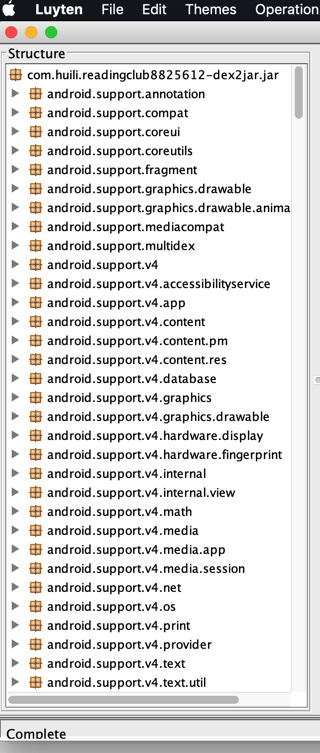 Luyten File Edit Themes Operation
Structure
com.huili.readingclub8825612-dex2jar.jar
android.support.annotation
android.support.compat
android.support.coreui
android.support.coreutils
android.support.fragment
android.support.graphics.drawable
android.support.graphics.drawable.anima
android.support.mediacompat
android.support.multidex
android.support.v4
android.support.v4.accessibilityservice
android.support.v4.app
android.support.v4.content
android.support.v4.content.pm
android.support.v4.content.res
android.support.v4.database
android.support.v4.graphics
android.support.v4.graphics.drawable
android.support.v4.hardware.display
android.support.v4.hardware.fingerprint
android.support.v4.internal
android.support.v4.internal.view
android.support.v4.math
android.support.v4.media
android.support.v4.media.app
android.support.v4.media.session
android.support.v4.net
android.support.v4.os
android.support.v4.print
android.support.v4.provider
android.support.v4.text
android.support.v4.text.util
Complete